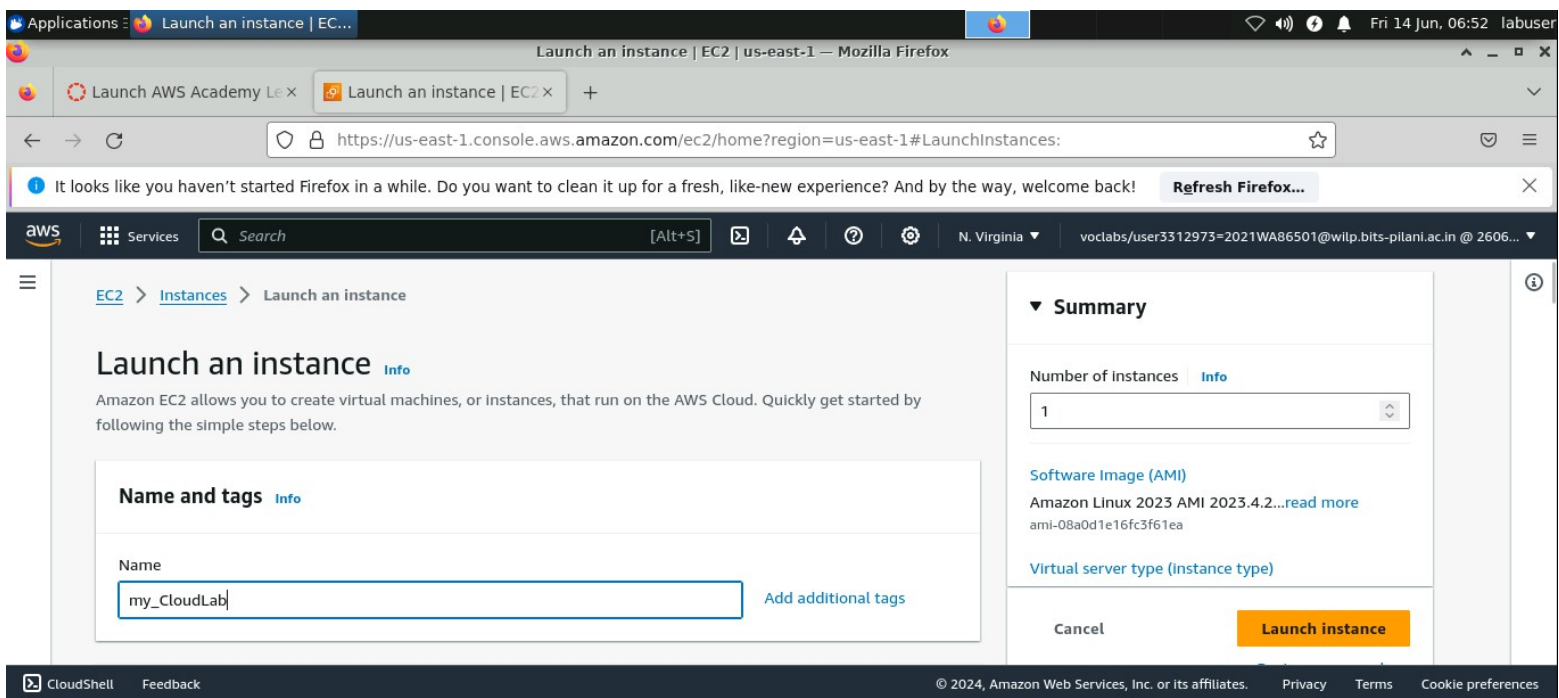 Applications
Launch an instance | EC...
Fri 14 Jun, 06:52 labuser
Launch an instance | EC2 | us-east-1 — Mozilla Firefox
Launch AWS Academy Le
Launch an instance | EC2
https://us-east-1.console.aws.amazon.com/ec2/home?region=us-east-1#LaunchInstances:
It looks like you haven't started Firefox in a while. Do you want to clean it up for a fresh, like-new experience? And by the way, welcome back! Refresh Firefox...
aws Services Search [Alt+S] N. Virginia voclabs/user3312973=2021WA86501@wilp.bits-pilani.ac.in @ 2606...
EC2 > Instances > Launch an instance
Launch an instance Info
Amazon EC2 allows you to create virtual machines, or instances, that run on the AWS Cloud. Quickly get started by
following the simple steps below.
Name and tags Info
Name
my_CloudLab
Add additional tags
Summary
Number of instances Info
1
Software Image (AMI)
Amazon Linux 2023 AMI 2023.4.2...read more
ami-08a0d1e16fc3f61ea
Virtual server type (instance type)
Cancel
Launch instance
CloudShell Feedback © 2024, Amazon Web Services, Inc. or its affiliates. Privacy Terms Cookie preferences